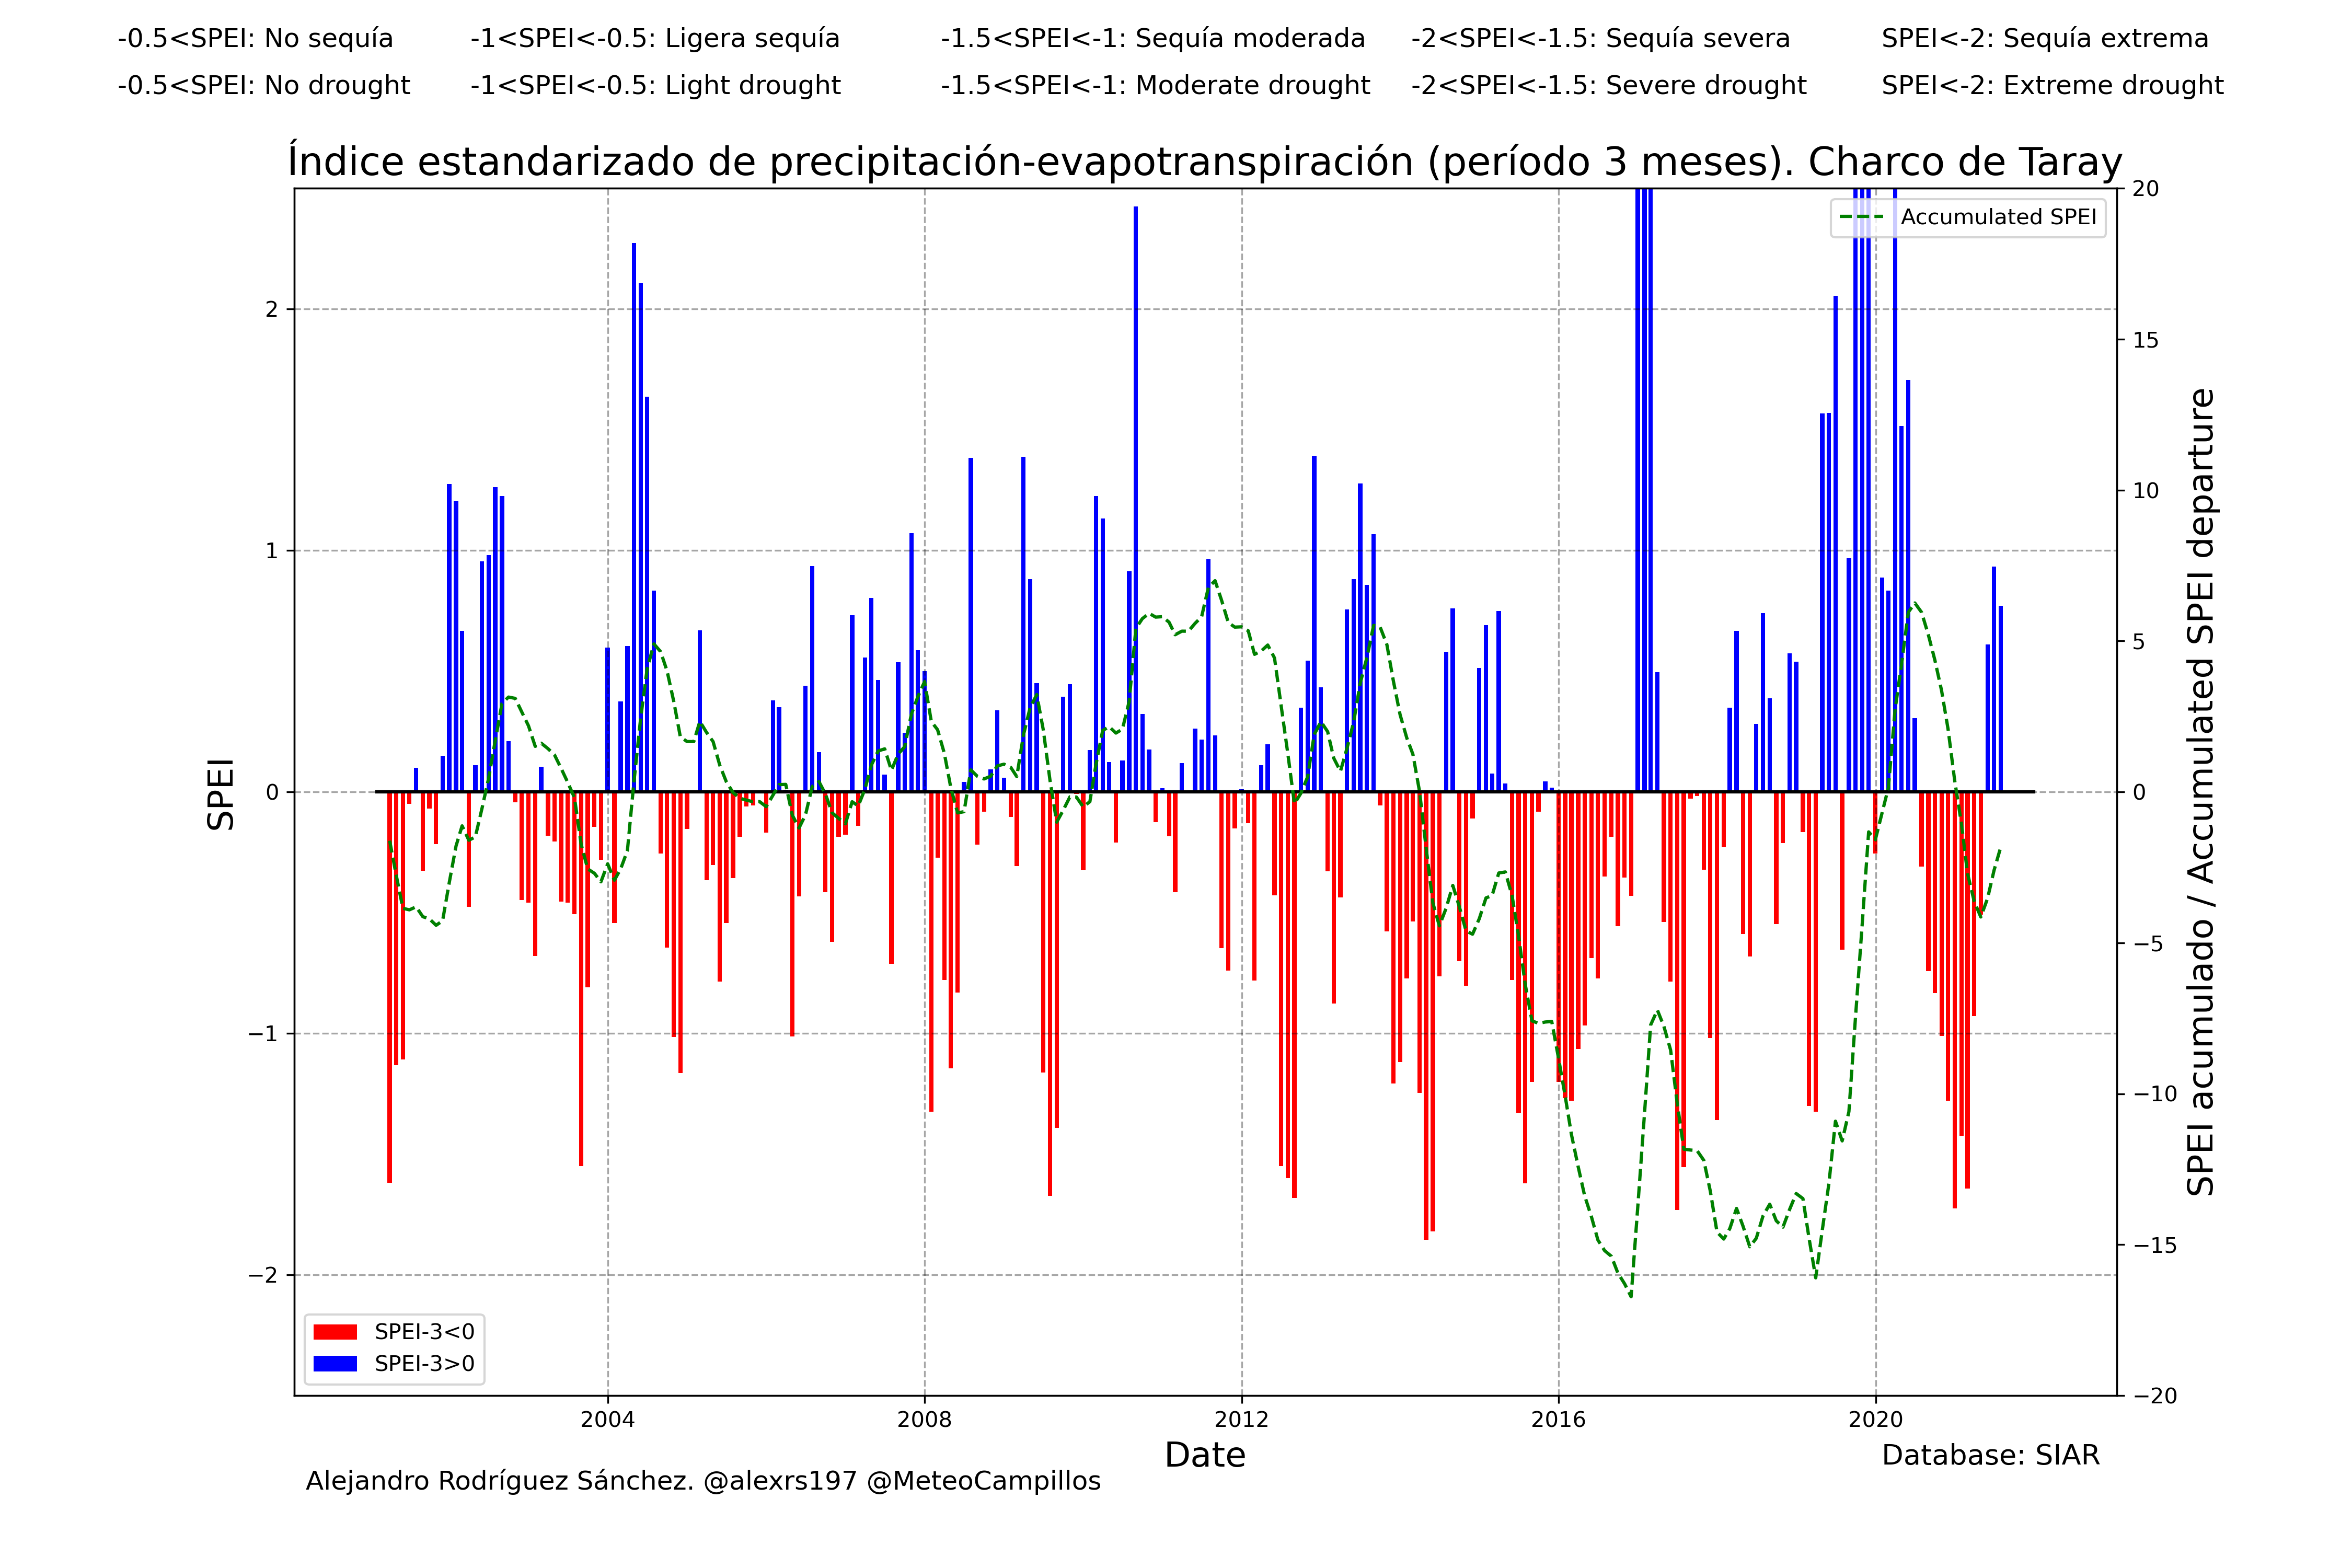 -0.5<SPEI: No sequía -1<SPEI<-0.5: Ligera sequía -1.5<SPEI<-1: Sequía moderada -2<SPEI<-1.5: Sequía severa SPEI<-2: Sequía extrema
-0.5<SPEI: No drought -1<SPEI<-0.5: Light drought -1.5<SPEI<-1: Moderate drought -2<SPEI<-1.5: Severe drought SPEI<-2: Extreme drought
Índice estandarizado de precipitación-evapotranspiración (período 3 meses). Charco de Taray
Accumulated SPEI
SPEI
2
1
0
−1
−2
20
15
10
5
0
−5
−10
−15
−20
SPEI acumulado / Accumulated SPEI departure
SPEI-3<0
SPEI-3>0
2004 2008 2012 2016 2020
Date
Database: SIAR
Alejandro Rodríguez Sánchez. @alexrs197 @MeteoCampillos